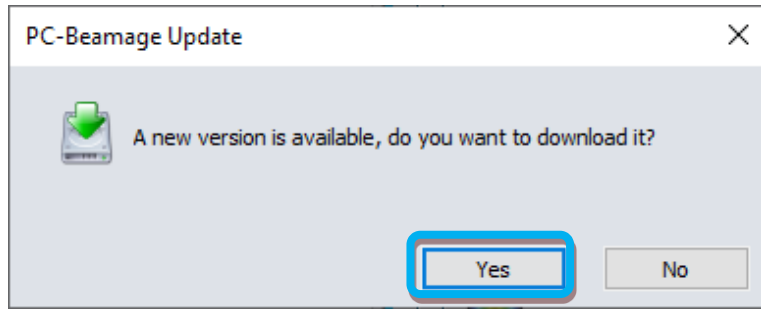 PC-Beamage Update
A new version is available, do you want to download it?
Yes
No